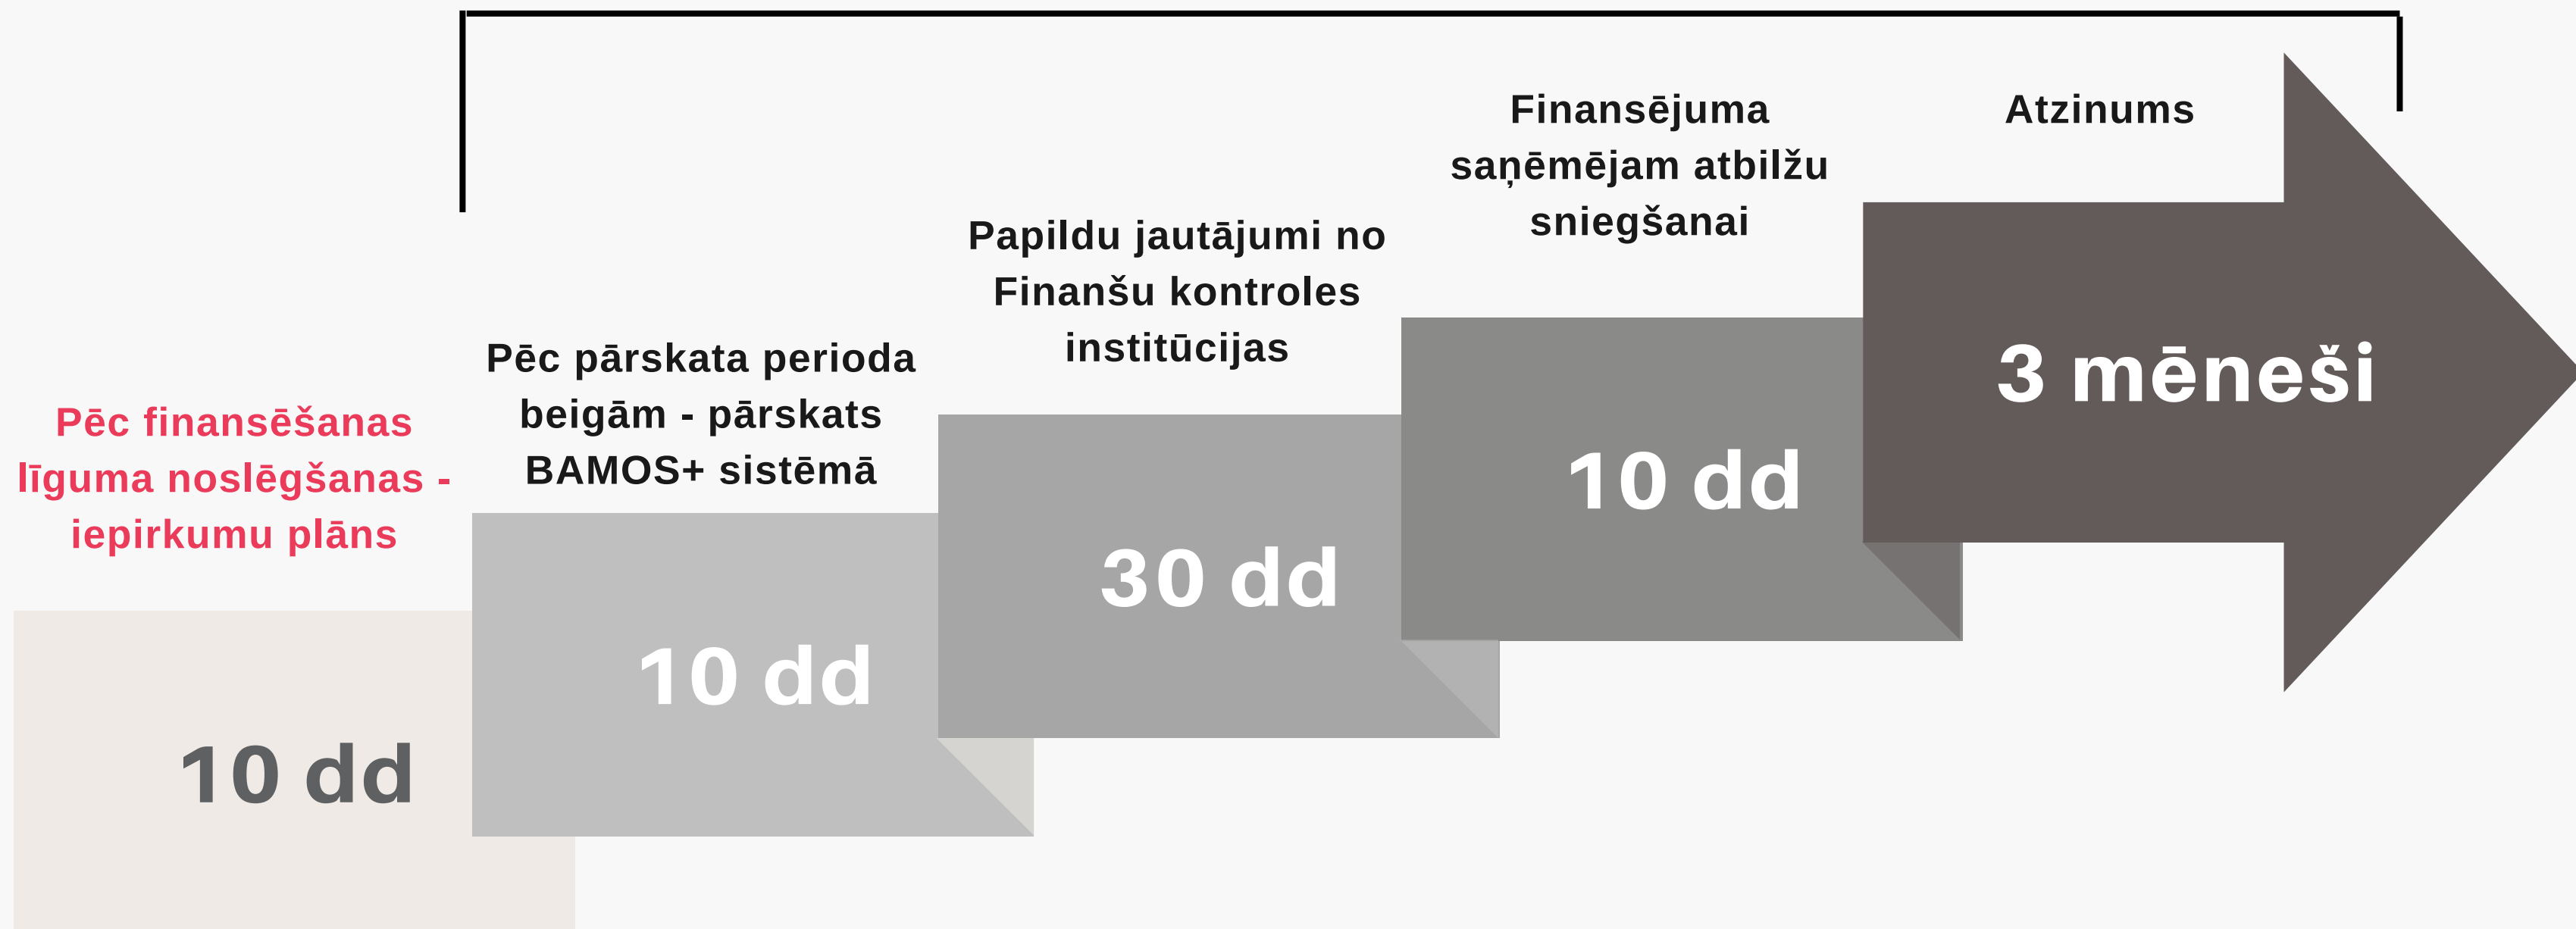 Pēc finansēšanas
līguma noslēgšanas -
iepirkumu plāns
10 dd
Pēc pārskata perioda
beigām - pārskats
BAMOS+ sistēmā
10 dd
Papildu jautājumi no
Finanšu kontroles
institūcijas
30 dd
Finansējuma
saņēmējam atbilžu
sniegšanai
10 dd
Atzinums
3 mēneši